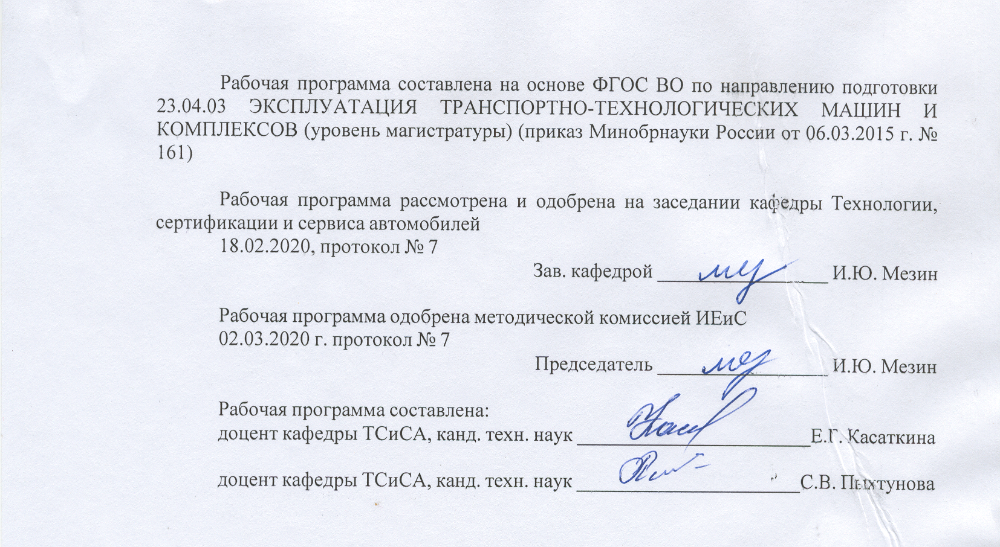 Рабочая программа составлена на основе ФГОС ВО по направлению подготовки
23.04.03 ЭКСПЛУАТАЦИЯ ТРАНСПОРТНО-ТЕХНОЛОГИЧЕСКИХ МАШИН И
КОМПЛЕКСОВ (уровень магистратуры) (приказ Минобрнауки России от 06.03.2015 г. №
161)
Рабочая программа рассмотрена и одобрена на заседании кафедры Технологии,
сертификации и сервиса автомобилей
18.02.2020, протокол № 7
Зав. кафедрой И.Ю. Мезин
Рабочая программа одобрена методической комиссией ИЕиС
02.03.2020 г. протокол № 7
Председатель И.Ю. Мезин
Рабочая программа составлена:
доцент кафедры ТСиСА, канд. техн. наук Е.Г. Касаткина
доцент кафедры ТСиСА, канд. техн. наук С.В. Пыхтунова